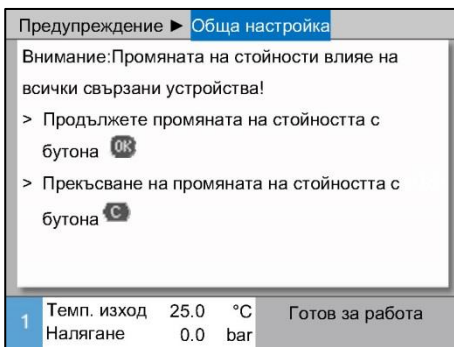 Предупреждение ► Обща настройка
Внимание:Промяната на стойности влияе на
всички свързани устройства!
> Продължете промяната на стойността с
бутона OK
> Прекъсване на промяната на стойността с
бутона C
1
Темп. изход 25.0 °C
Готов за работа
Налягане 0.0 bar